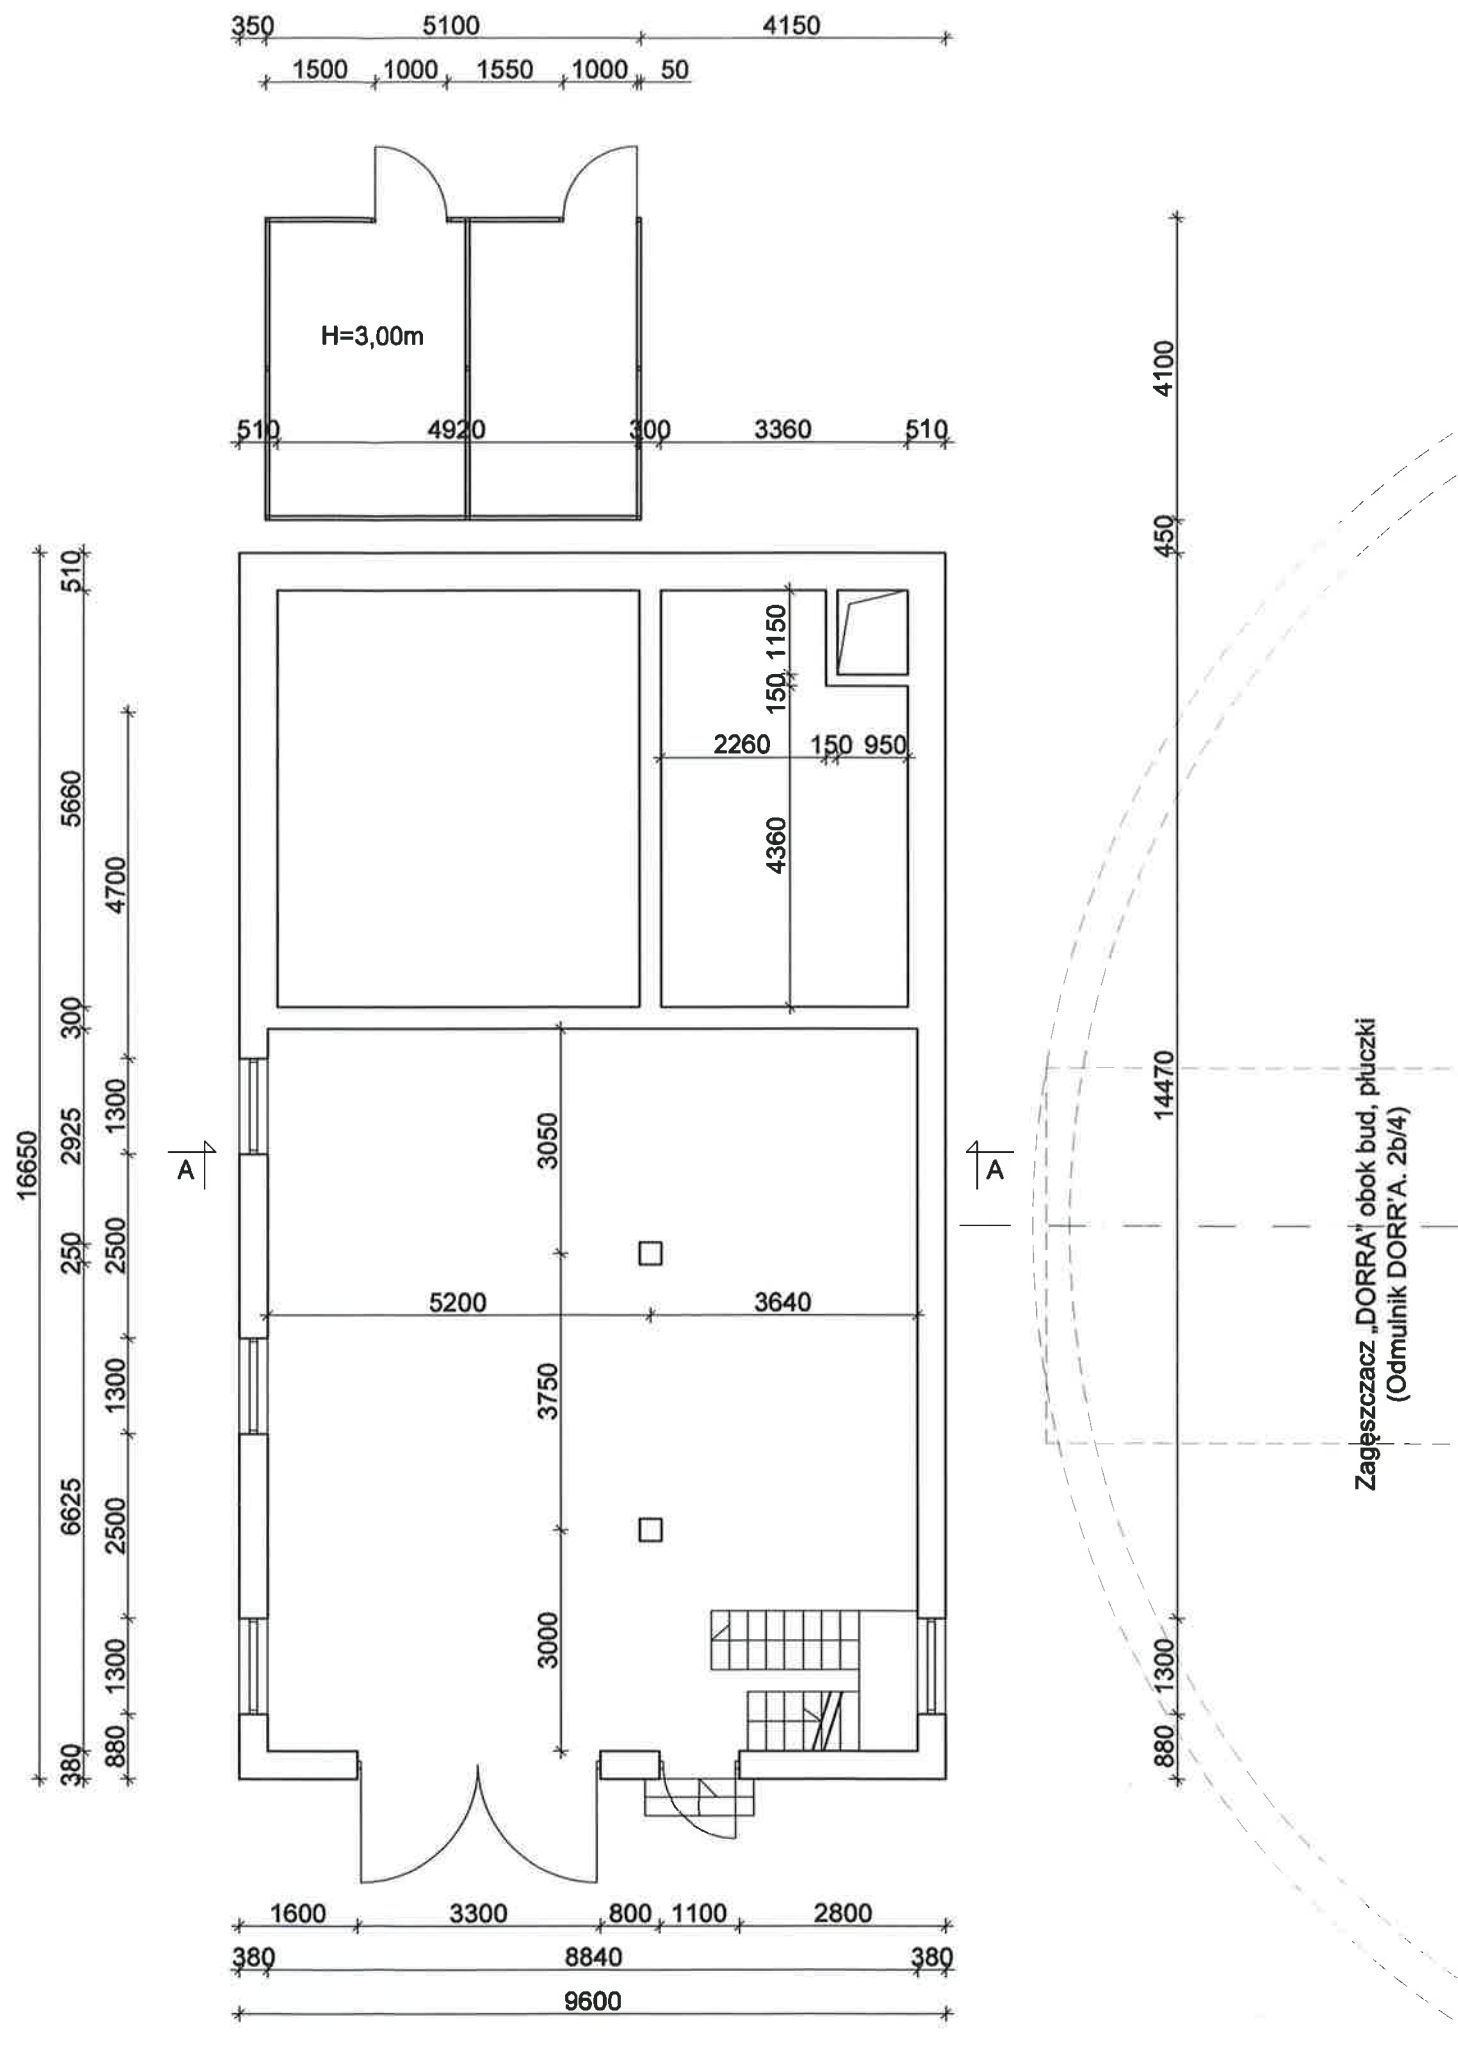 350 5100 4150
1500 1000 1550 1000 50
H=3,00m
510 4920 300 3360 510
4100
450
14470
1300
880
16650
510
5660
300
2925
250
6625
380
4700
1300
2500
1300
2500
1300
880
1150
150
2260 150 950
4360
3050
A A
5200 3640
3750
3000
Zagęszczacz „DORRA" obok bud, płuczki
(Odmulnik DORR'A. 2b/4)
1600 3300 800 1100 2800
380 8840 380
9600